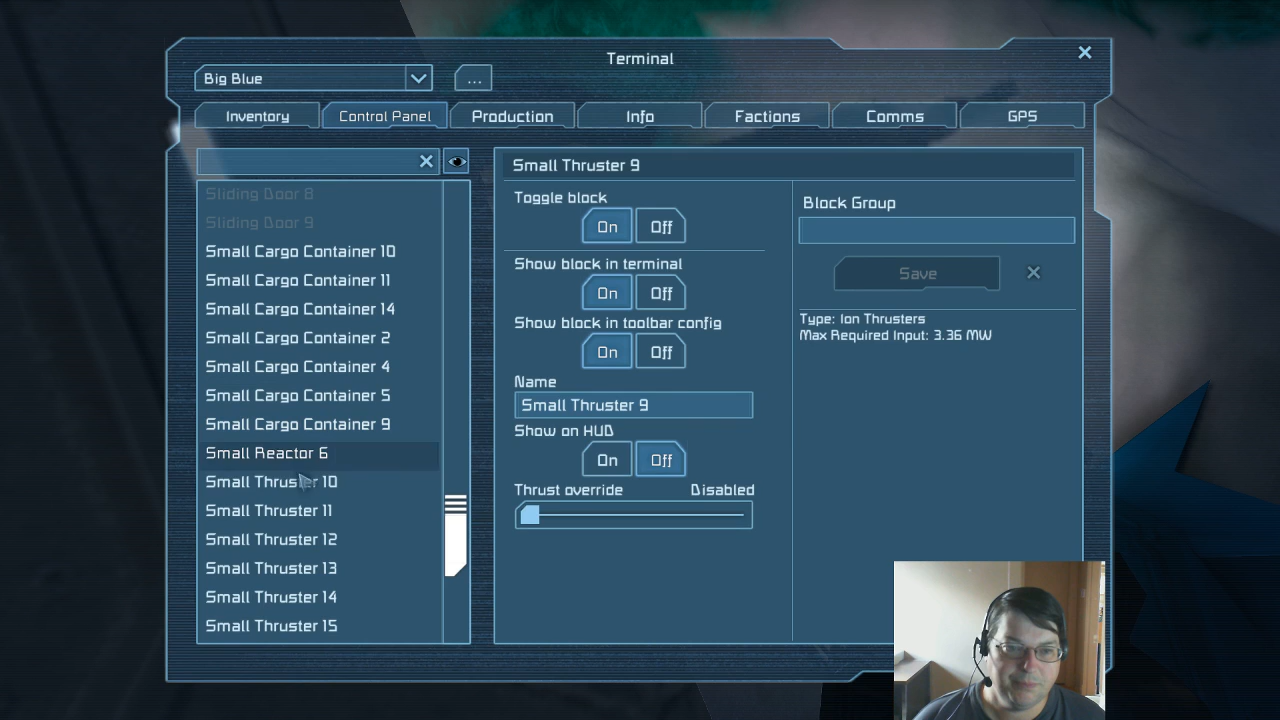 Terminal
Big Blue
...
Inventory
Control Panel
Production
Info
Factions
Comms
GPS
Sliding Door 8
Sliding Door 9
Small Cargo Container 10
Small Cargo Container 11
Small Cargo Container 14
Small Cargo Container 2
Small Cargo Container 4
Small Cargo Container 5
Small Cargo Container 9
Small Reactor 6
Small Thruster 10
Small Thruster 11
Small Thruster 12
Small Thruster 13
Small Thruster 14
Small Thruster 15
Small Thruster 9
Toggle block
On Off
Show block in terminal
On Off
Show block in toolbar config
On Off
Name
Small Thruster 9
Show on HUD
On Off
Thrust override Disabled
Block Group
Save
Type: Ion Thrusters
Max Required Input: 3.36 MW